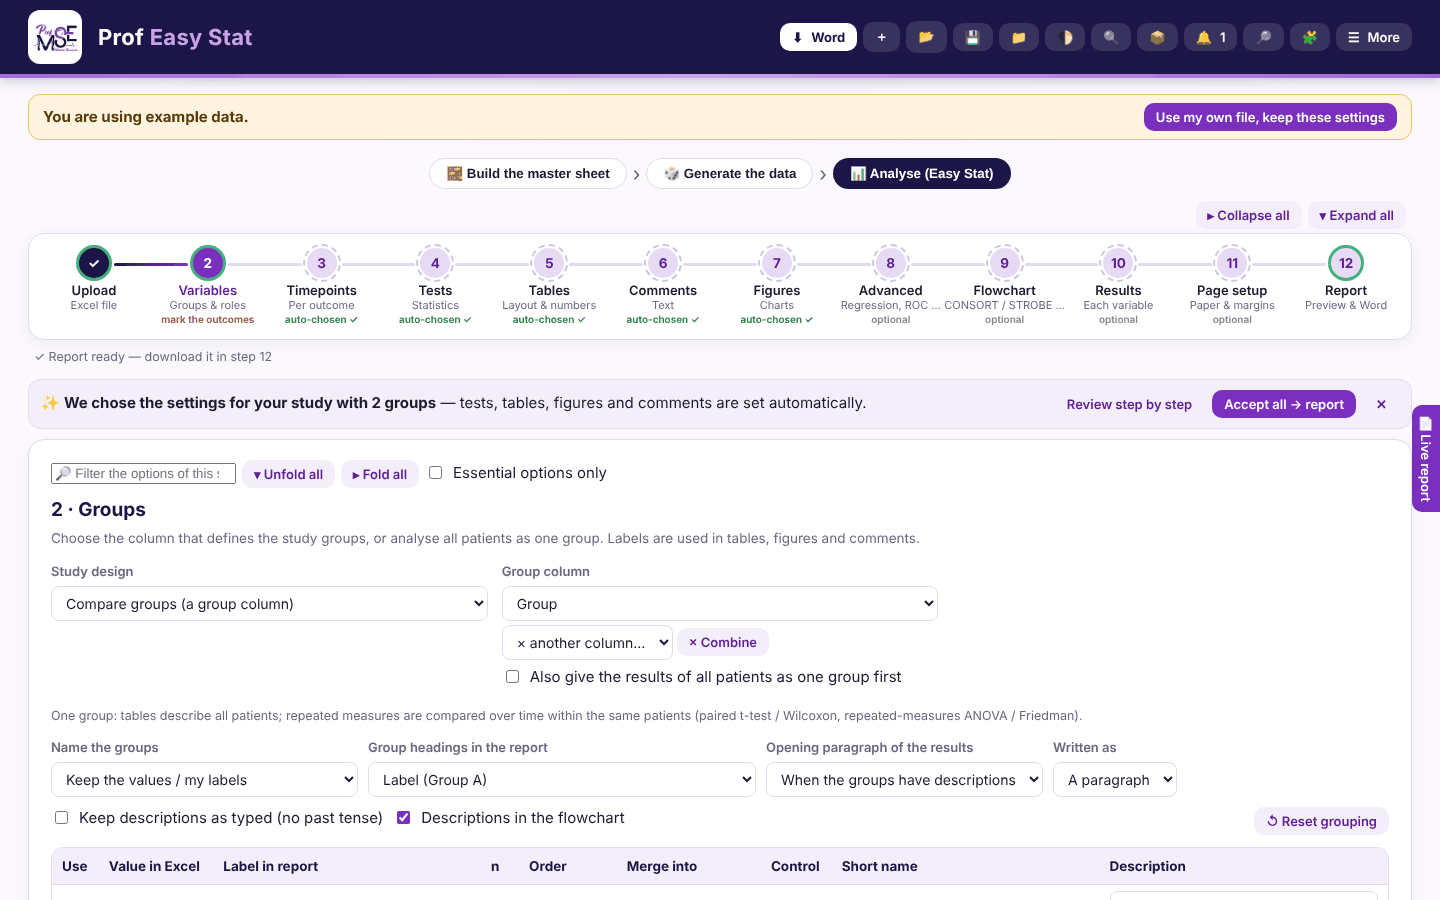 Prof MSE
Prof Easy Stat
⬇ Word
+
1
☰ More
You are using example data.
Use my own file, keep these settings
Build the master sheet
›
Generate the data
›
Analyse (Easy Stat)
▸ Collapse all
▾ Expand all
✓ 2 3 4 5 6 7 8 9 10 11 12
Upload Variables Timepoints Tests Tables Comments Figures Advanced Flowchart Results Page setup Report
Excel file Groups & roles Per outcome Statistics Layout & numbers Text Charts Regression, ROC ... CONSORT / STROBE ... Each variable Paper & margins Preview & Word
mark the outcomes auto-chosen ✓ auto-chosen ✓ auto-chosen ✓ auto-chosen ✓ auto-chosen ✓ optional optional optional optional
✓ Report ready — download it in step 12
✨ We chose the settings for your study with 2 groups — tests, tables, figures and comments are set automatically.
Review step by step
Accept all → report
✕
Live report
Filter the options of this
▾ Unfold all
▸ Fold all
Essential options only
2 · Groups
Choose the column that defines the study groups, or analyse all patients as one group. Labels are used in tables, figures and comments.
Study design
Group column
Compare groups (a group column)
Group
× another column...
× Combine
Also give the results of all patients as one group first
One group: tables describe all patients; repeated measures are compared over time within the same patients (paired t-test / Wilcoxon, repeated-measures ANOVA / Friedman).
Name the groups
Group headings in the report
Opening paragraph of the results
Written as
Keep the values / my labels
Label (Group A)
When the groups have descriptions
A paragraph
Keep descriptions as typed (no past tense)
Descriptions in the flowchart
↺ Reset grouping
Use Value in Excel Label in report n Order Merge into Control Short name Description